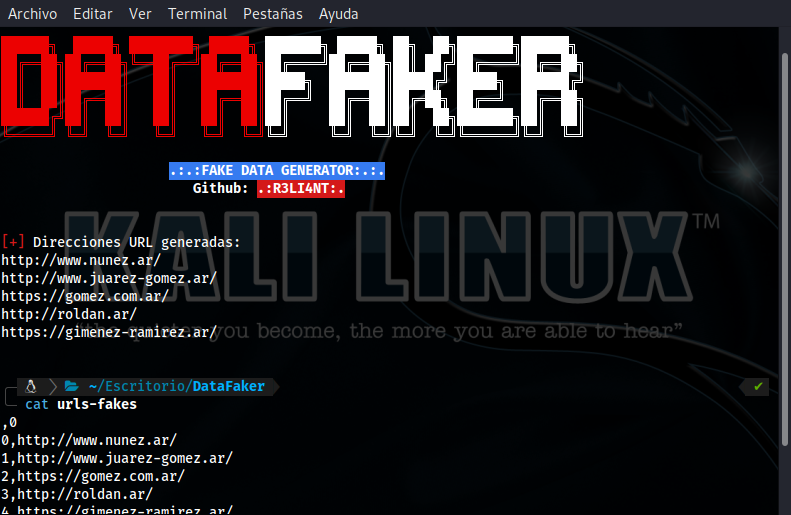 Archivo Editar Ver Terminal Pestañas Ayuda
DATAFAKER
.:.:FAKE DATA GENERATOR:.:.
Github: .:R3LI4NT:.
KALI LINUX™
[+] Direcciones URL generadas:
http://www.nunez.ar/
http://www.juarez-gomez.ar/
https://gomez.com.ar/
http://roldan.ar/
https://gimenez-ramirez.ar/
"the quieter you become, the more you are able to hear"
~/Escritorio/DataFaker
cat urls-fakes
,0
0,http://www.nunez.ar/
1,http://www.juarez-gomez.ar/
2,https://gomez.com.ar/
3,http://roldan.ar/
4,https://gimenez-ramirez.ar/